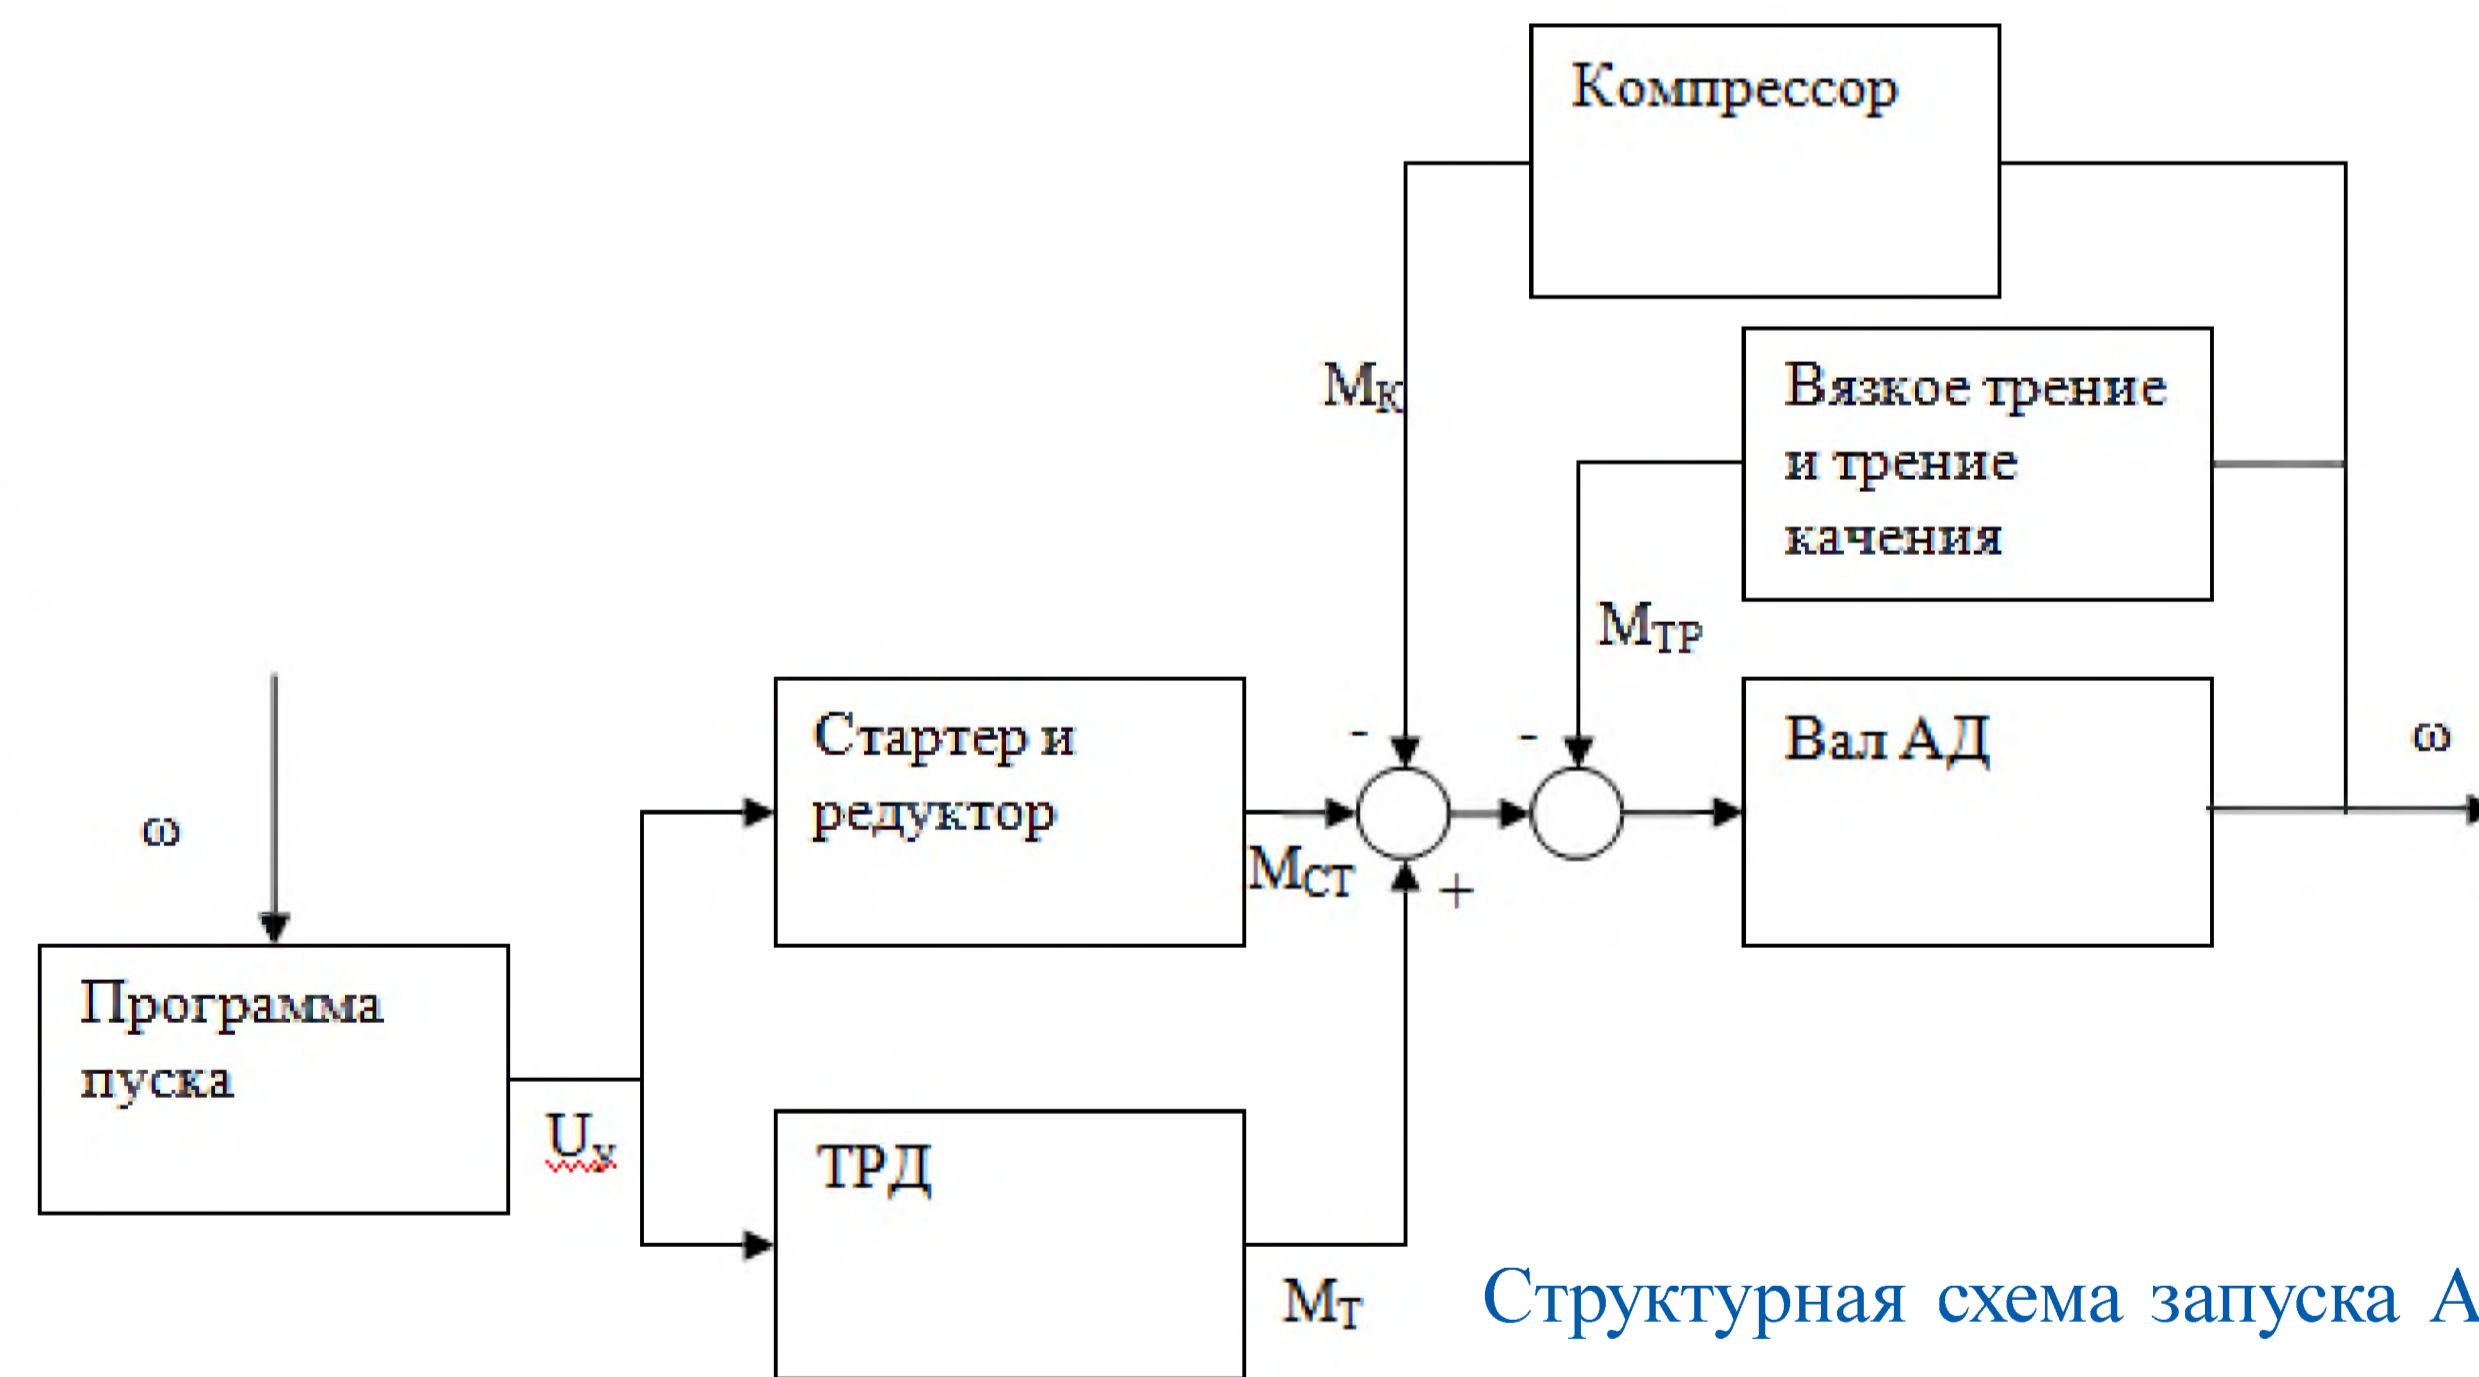 Компрессор
Вязкое трение
и трение
качения
Mк
MТР
Стартер и
редуктор
-
-
Вал АД
ω
ω
MСТ
+
Программа
пуска
Uу
ТРД
MТ
Структурная схема запуска А